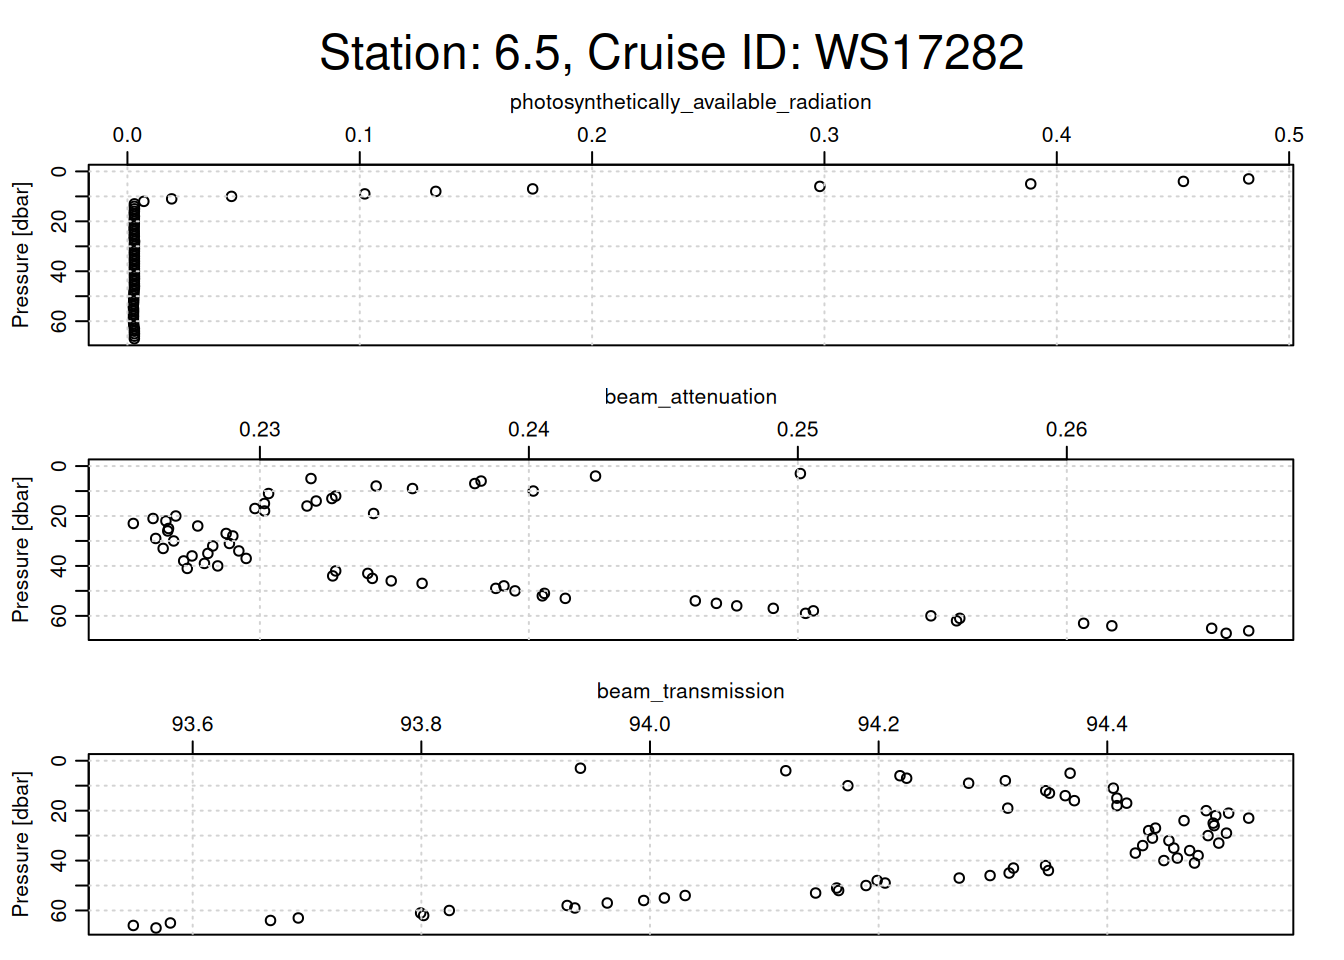 Station: 6.5, Cruise ID: WS17282
photosynthetically_available_radiation
0.0 0.1 0.2 0.3 0.4 0.5
Pressure [dbar]
0
20
40
60
beam_attenuation
0.23 0.24 0.25 0.26
Pressure [dbar]
0
20
40
60
beam_transmission
93.6 93.8 94.0 94.2 94.4
Pressure [dbar]
0
20
40
60